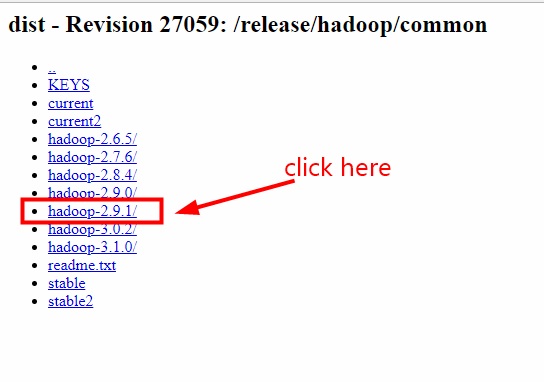 dist - Revision 27059: /release/hadoop/common
..
KEYS
current
current2
hadoop-2.6.5/
hadoop-2.7.6/
hadoop-2.8.4/
click here
hadoop-2.9.0/
hadoop-2.9.1/
hadoop-3.0.2/
hadoop-3.1.0/
readme.txt
stable
stable2